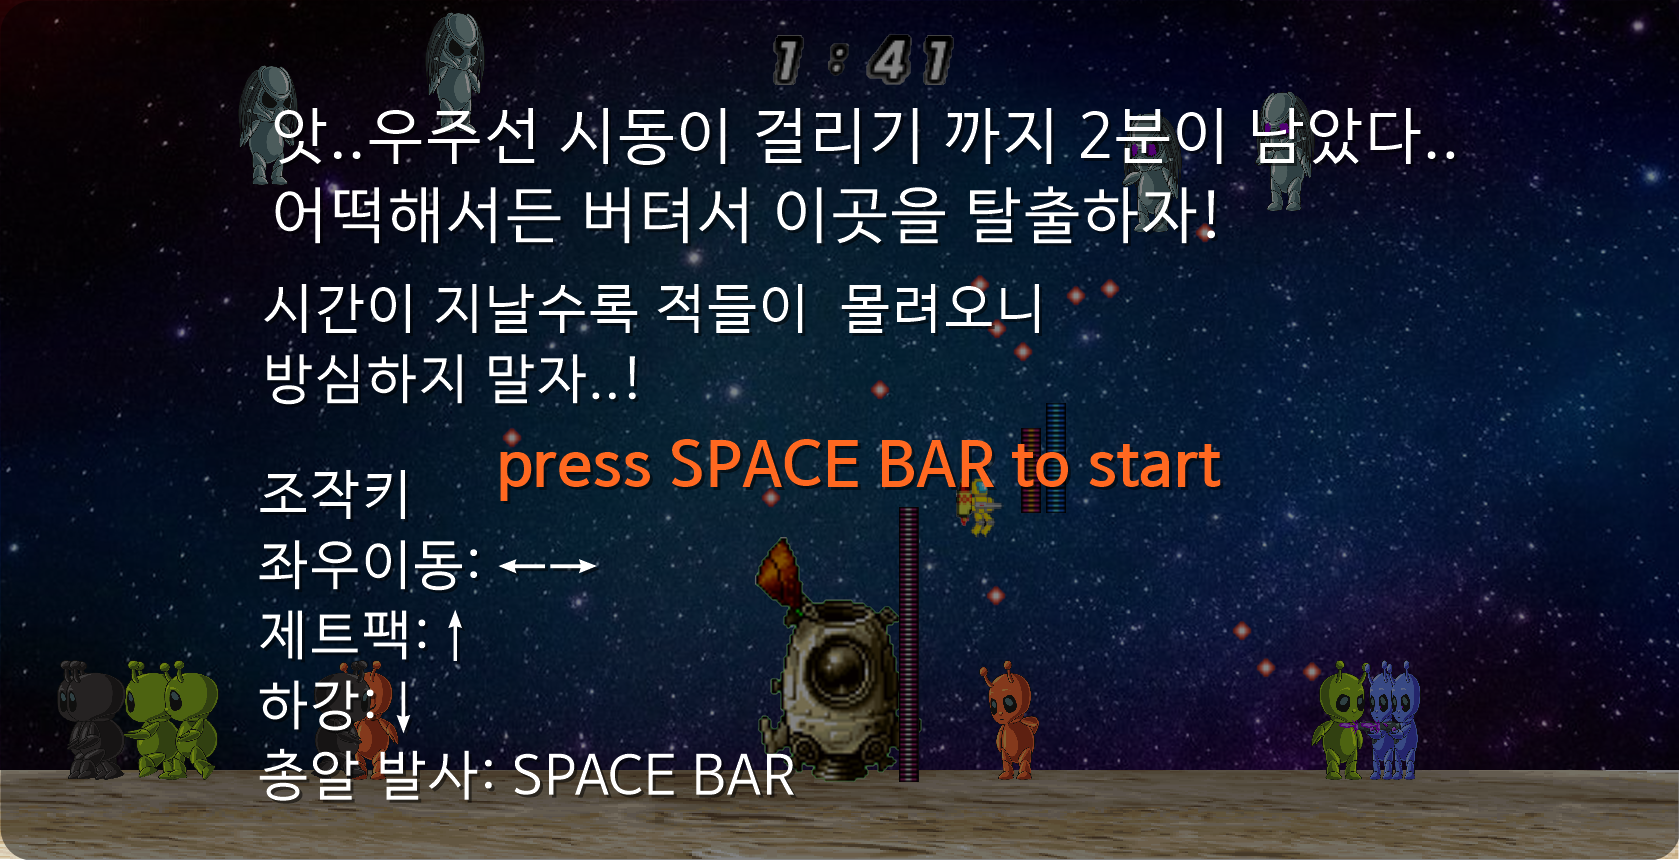 1:41
앗..우주선 시동이 걸리기 까지 2분이 남았다..
어떡해서든 버텨서 이곳을 탈출하자!
시간이 지날수록 적들이  몰려오니
방심하지 말자..!
press SPACE BAR to start
조작키
좌우이동: ←→
제트팩: ↑
하강: ↓
총알 발사: SPACE BAR